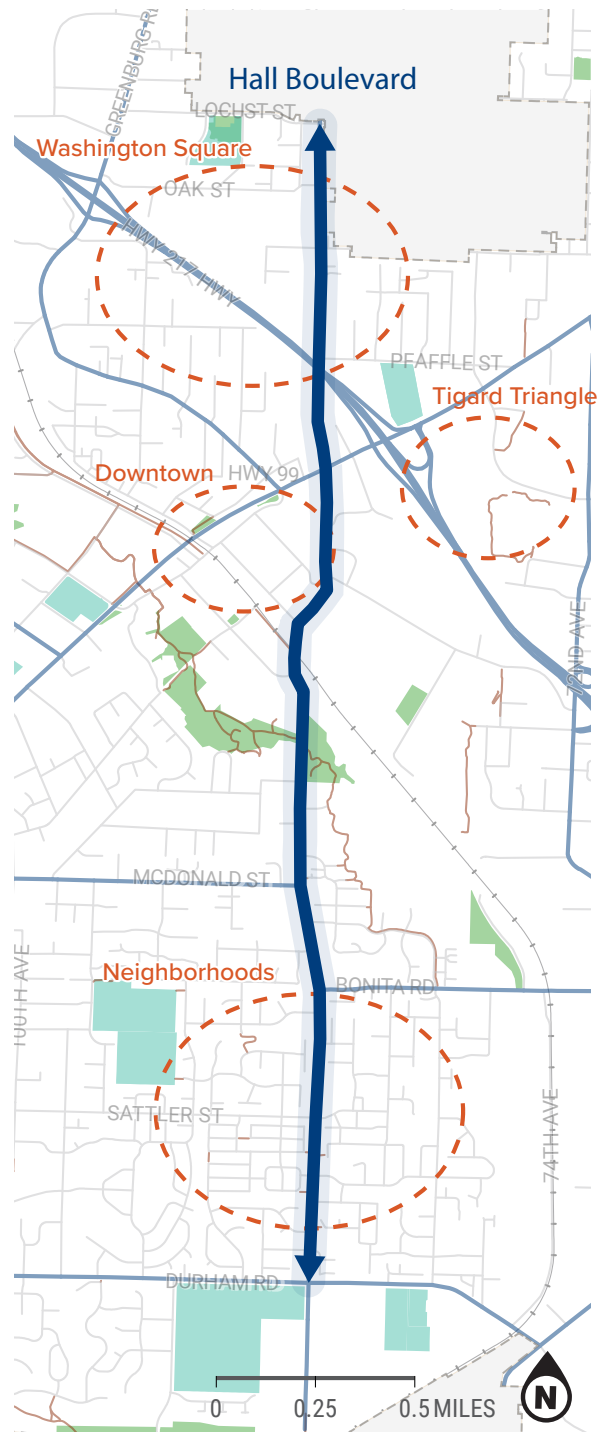 GREENBURG RD
Hall Boulevard
LOCUST ST
Washington Square
OAK ST
HWY 217 HWY
PFAFFLE ST
Tigard Triangle
Downtown
HWY 99
72ND AVE
MCDONALD ST
Neighborhoods
BONITA RD
100TH AVE
SATTLER ST
74TH AVE
DURHAM RD
0 0.25 0.5 MILES
N